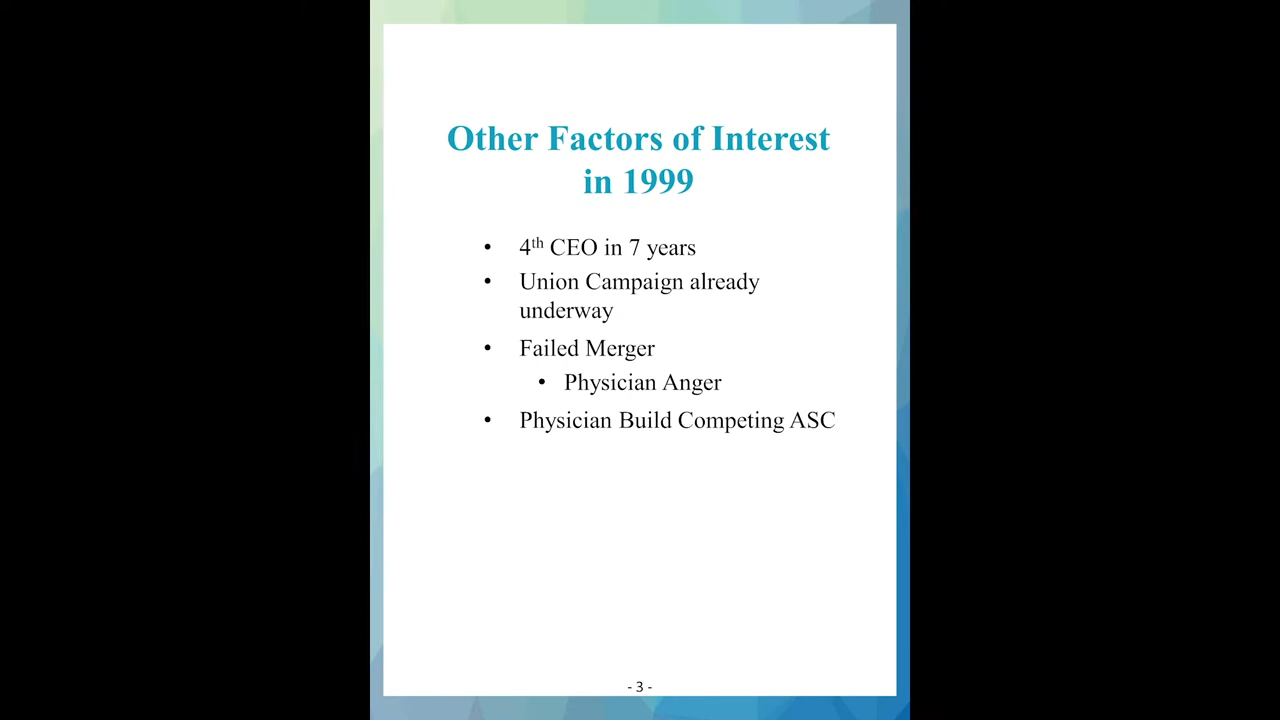 Other Factors of Interest
in 1999
• 4th CEO in 7 years
• Union Campaign already
underway
• Failed Merger
• Physician Anger
• Physician Build Competing ASC
- 3 -